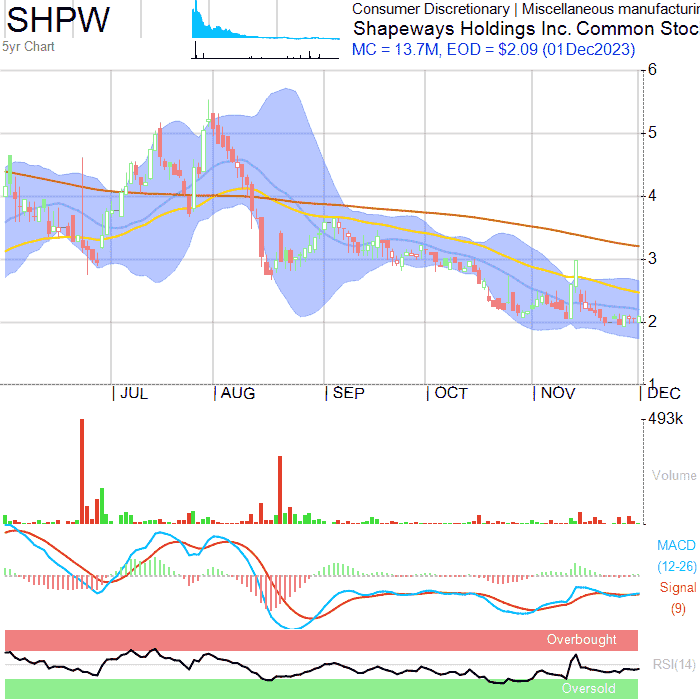 SHPW
Consumer Discretionary | Miscellaneous manufacturin
5yr Chart
Shapeways Holdings Inc. Common Stoc
MC = 13.7M, EOD = $2.09 (01Dec2023)
6
5
4
3
2
1
JUL
AUG
SEP
OCT
NOV
DEC
493k
Volume
MACD
(12-26)
Signal
(9)
Overbought
RSI(14)
Oversold